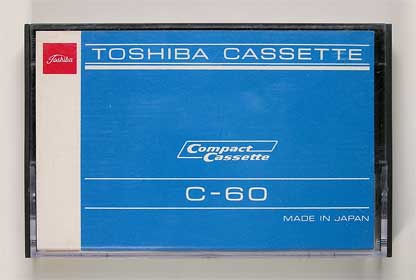 Toshiba
TOSHIBA CASSETTE
Compact
Cassette
C-60
MADE IN JAPAN